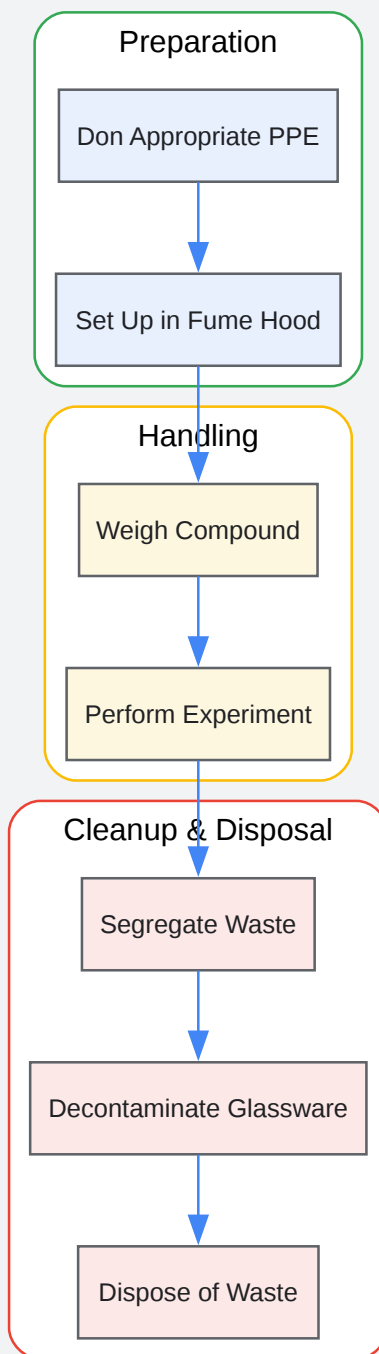 Preparation
Don Appropriate PPE
Set Up in Fume Hood
Handling
Weigh Compound
Perform Experiment
Cleanup & Disposal
Segregate Waste
Decontaminate Glassware
Dispose of Waste